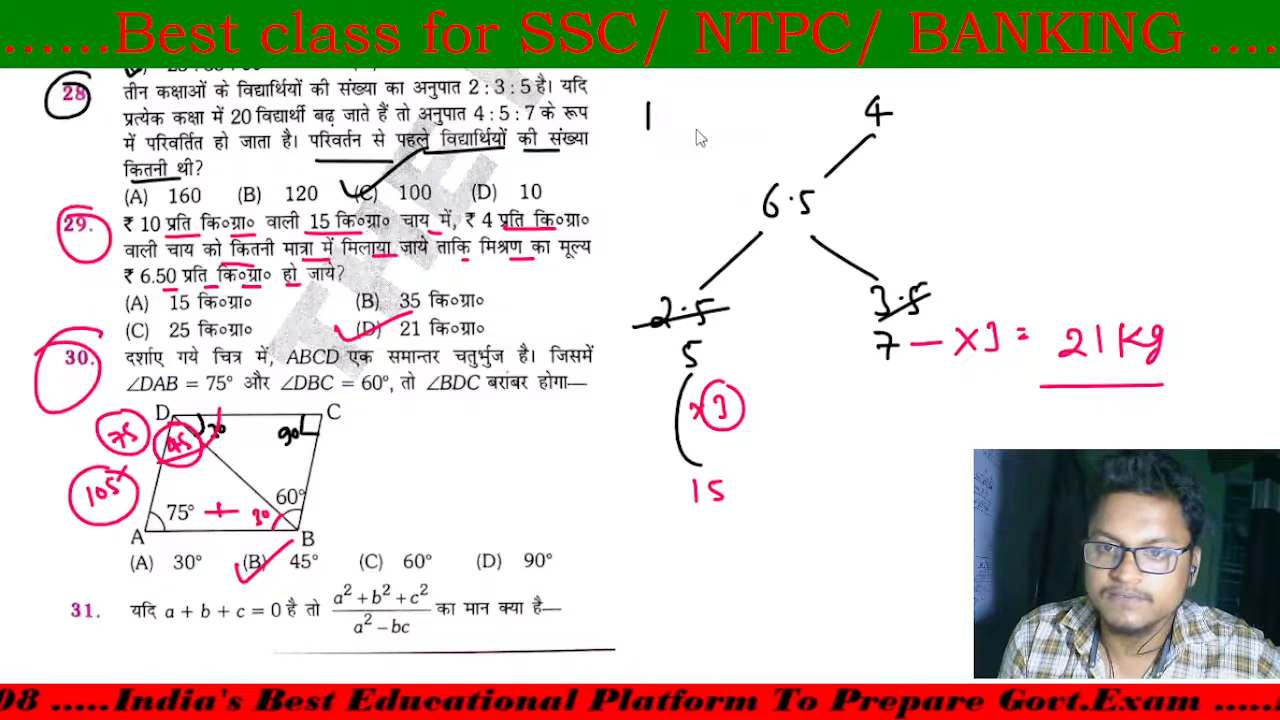 ......Best class for SSC/ NTPC/ BANKING ....
28
तीन कक्षाओं के विद्यार्थियों की संख्या का अनुपात 2 : 3 : 5 है। यदि
प्रत्येक कक्षा में 20 विद्यार्थी बढ़ जाते हैं तो अनुपात 4 : 5 : 7 के रूप
में परिवर्तित हो जाता है। परिवर्तन से पहले विद्यार्थियों की संख्या
कितनी थी?
(A) 160 (B) 120 (C) 100 (D) 10
29. ₹ 10 प्रति कि०ग्रा० वाली 15 कि०ग्रा० चाय में, ₹ 4 प्रति कि०ग्रा०
वाली चाय को कितनी मात्रा में मिलाया जाये ताकि मिश्रण का मूल्य
₹ 6.50 प्रति कि०ग्रा० हो जाये?
(A) 15 कि०ग्रा० (B) 35 कि०ग्रा०
(C) 25 कि०ग्रा० (D) 21 कि०ग्रा०
30. दर्शाए गये चित्र में, ABCD एक समान्तर चतुर्भुज है। जिसमें
∠DAB = 75° और ∠DBC = 60°, तो ∠BDC बरांबर होगा—
D C
75 45 90
105
60°
75° + 
A B
(A) 30° (B) 45° (C) 60° (D) 90°
31. यदि a + b + c = 0 है तो (a² + b² + c²)/(a² – bc) का मान क्या है—
THE
1 4
6.5
2.5 3.5
5 7 — ×3 = 21 Kg
×3
15
08 .....India's Best Educational Platform To Prepare Govt.Exam ....